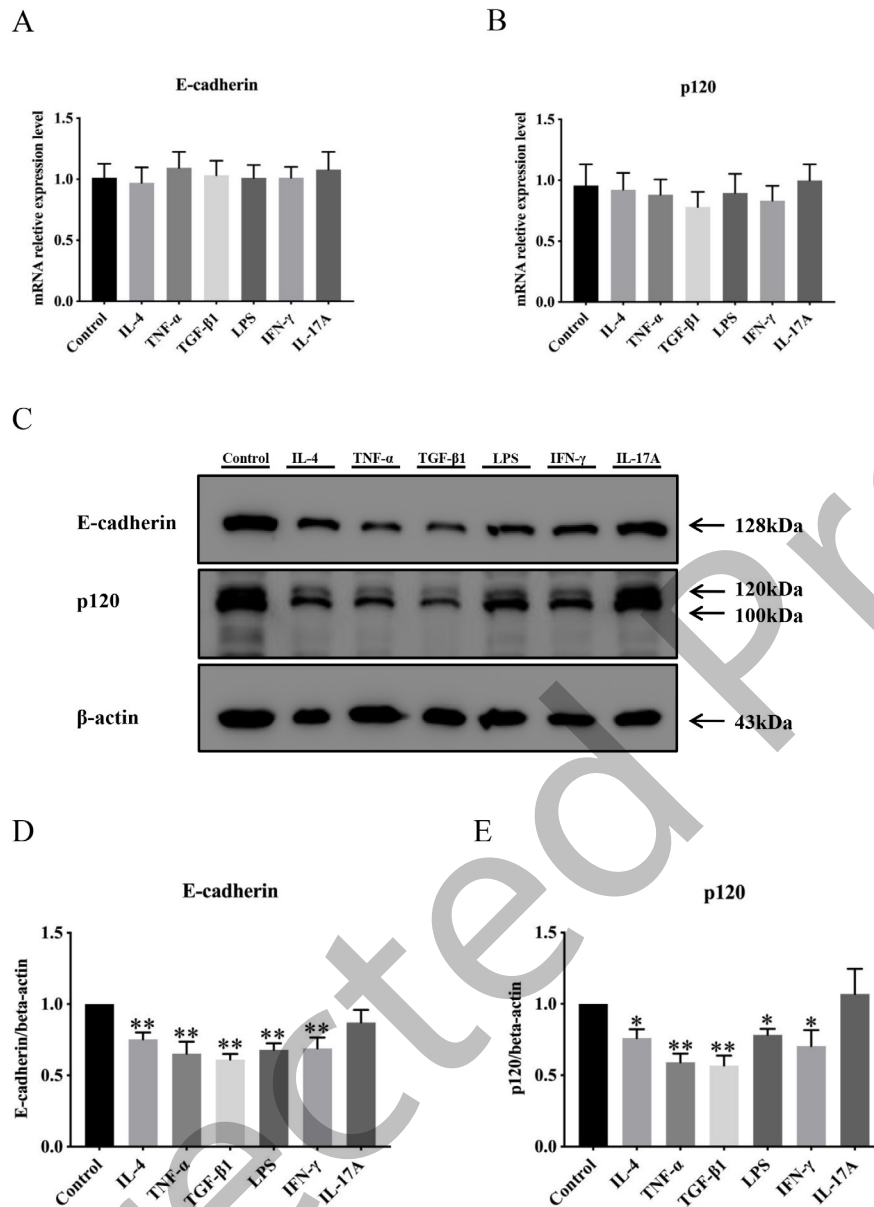 A
B
E-cadherin
p120
mRNA reletive expression level
1.5
1.0
0.5
0.0
Control
IL-4
TNF-α
TGF-β1
LPS
IFN-γ
IL-17A
mRNA reletive expression level
1.5
1.0
0.5
0.0
Control
IL-4
TNF-α
TGF-β1
LPS
IFN-γ
IL-17A
C
Control IL-4 TNF-α TGF-β1 LPS IFN-γ IL-17A
E-cadherin
128kDa
p120
120kDa
100kDa
β-actin
43kDa
D
E
E-cadherin
p120
E-cadherin/beta-actin
1.5
1.0
0.5
0.0
** ** ** ** **
Control
IL-4
TNF-α
TGF-β1
LPS
IFN-γ
IL-17A
p120/beta-actin
1.5
1.0
0.5
0.0
* ** ** * *
Control
IL-4
TNF-α
TGF-β1
LPS
IFN-γ
IL-17A
ected Pr